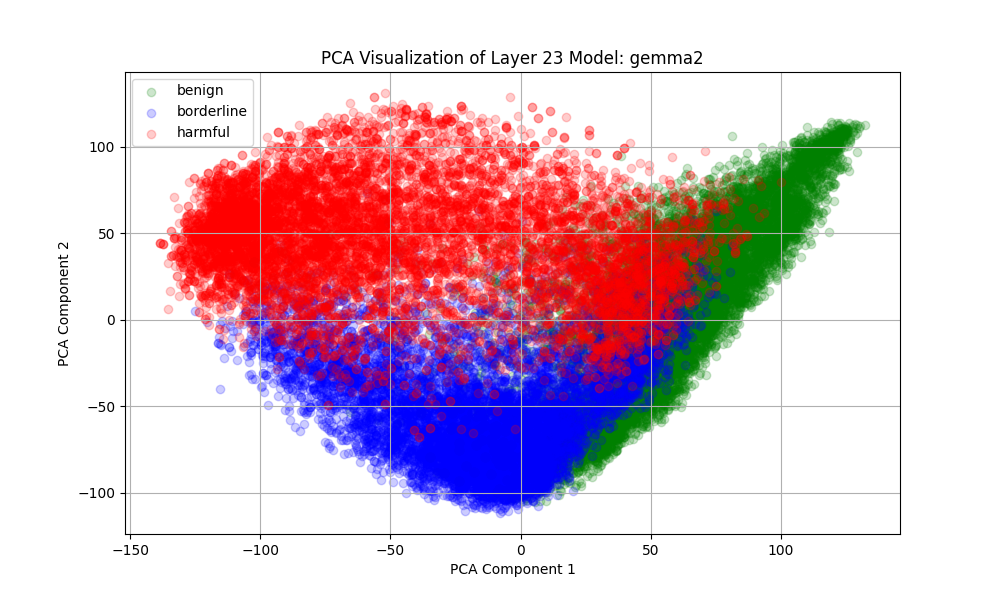 PCA Visualization of Layer 23 Model: gemma2
benign
borderline
harmful
100
50
0
−50
−100
PCA Component 2
−150
−100
−50
0
50
100
PCA Component 1